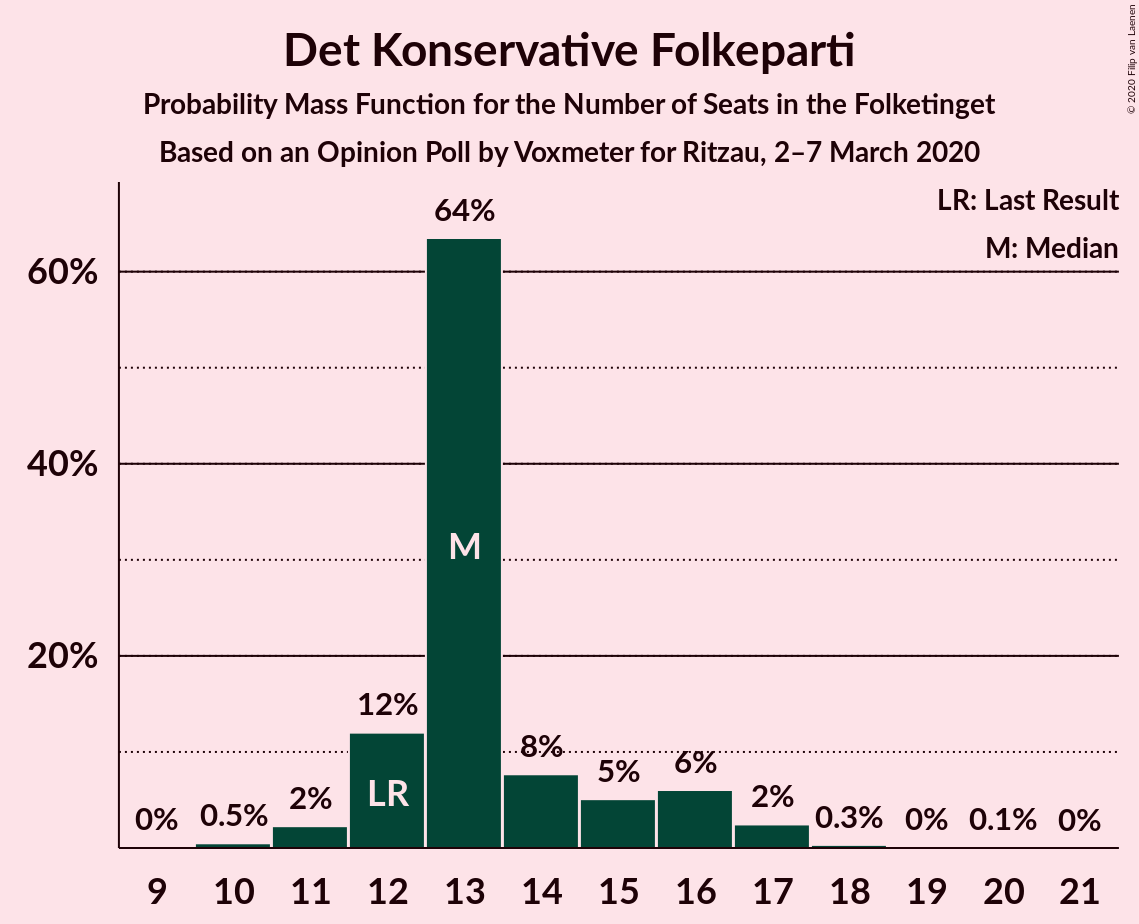 Det Konservative Folkeparti
Probability Mass Function for the Number of Seats in the Folketinget
Based on an Opinion Poll by Voxmeter for Ritzau, 2–7 March 2020
© 2020 Filip van Laenen
LR: Last Result
M: Median
60%
40%
20%
0%
0.5%
2%
12%
64%
8%
5%
6%
2%
0.3%
0%
0.1%
0%
LR
M
9 10 11 12 13 14 15 16 17 18 19 20 21